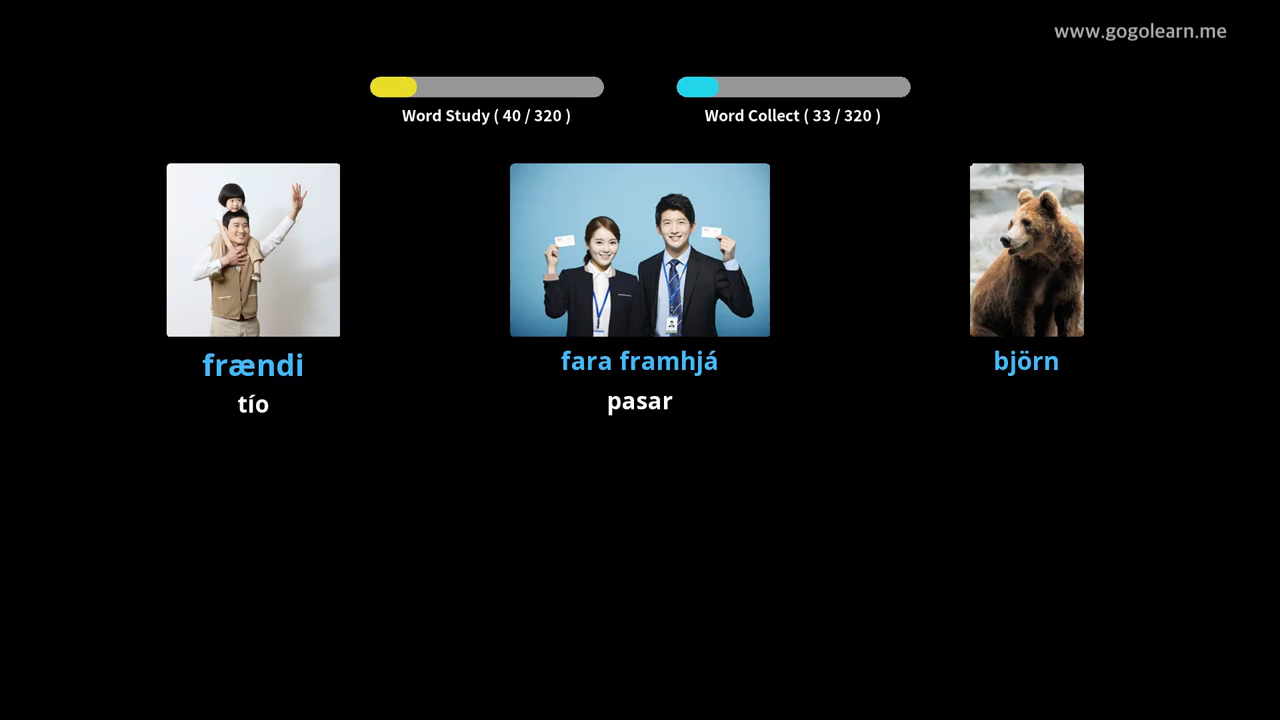 www.gogolearn.me
Word Study ( 40 / 320 )
Word Collect ( 33 / 320 )
frændi
tío
fara framhjá
pasar
björn